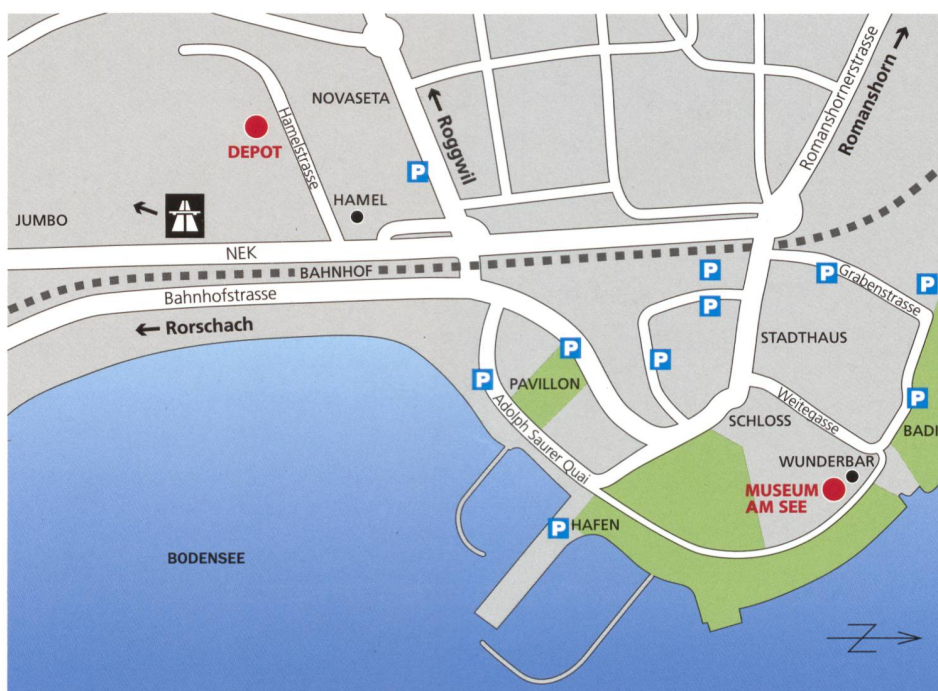 NOVASETA
Hamelstrasse
DEPOT
P
Roggwil
Romanshornerstrasse
Romanshorn
HAMEL
JUMBO
NEK
BAHNHOF
Bahnhofstrasse
Rorschach
P
P
P
P
Grabenstrasse
STADTHAUS
P
P
P
P
PAVILLON
Adolph Saurer Quai
SCHLOSS
Weitegasse
BADI
WUNDERBAR
MUSEUM
AM SEE
P
HAFEN
BODENSEE
N